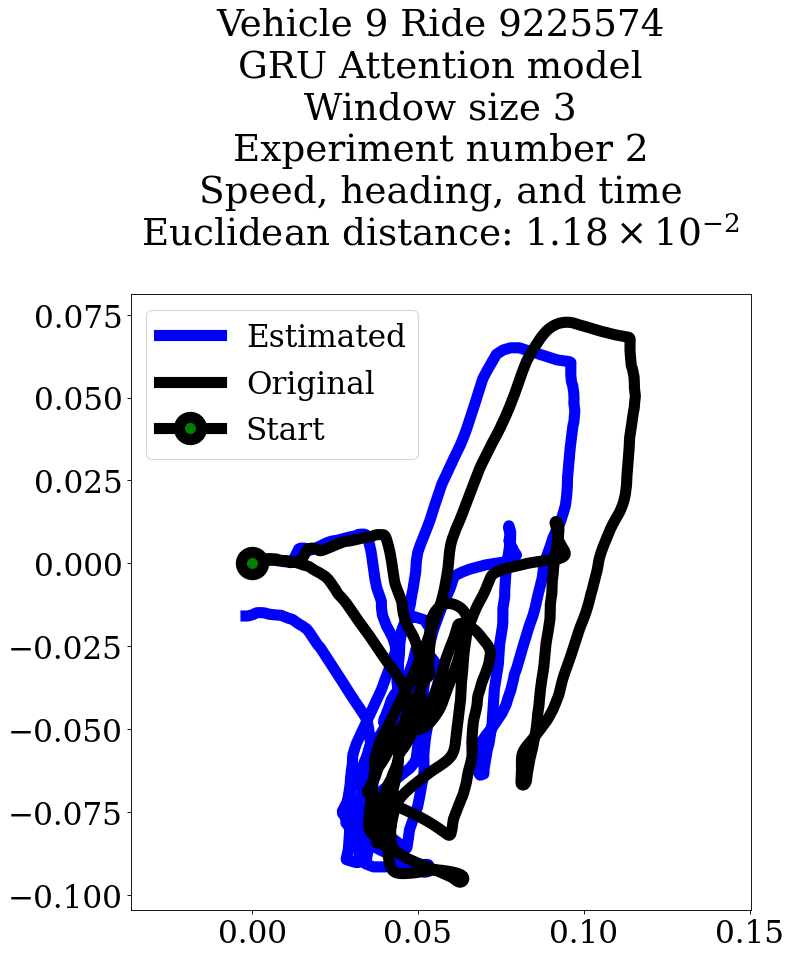 Vehicle 9 Ride 9225574
GRU Attention model
Window size 3
Experiment number 2
Speed, heading, and time
Euclidean distance: 1.18 × 10⁻²
Estimated
Original
Start
0.075
0.050
0.025
0.000
−0.025
−0.050
−0.075
−0.100
0.00 0.05 0.10 0.15